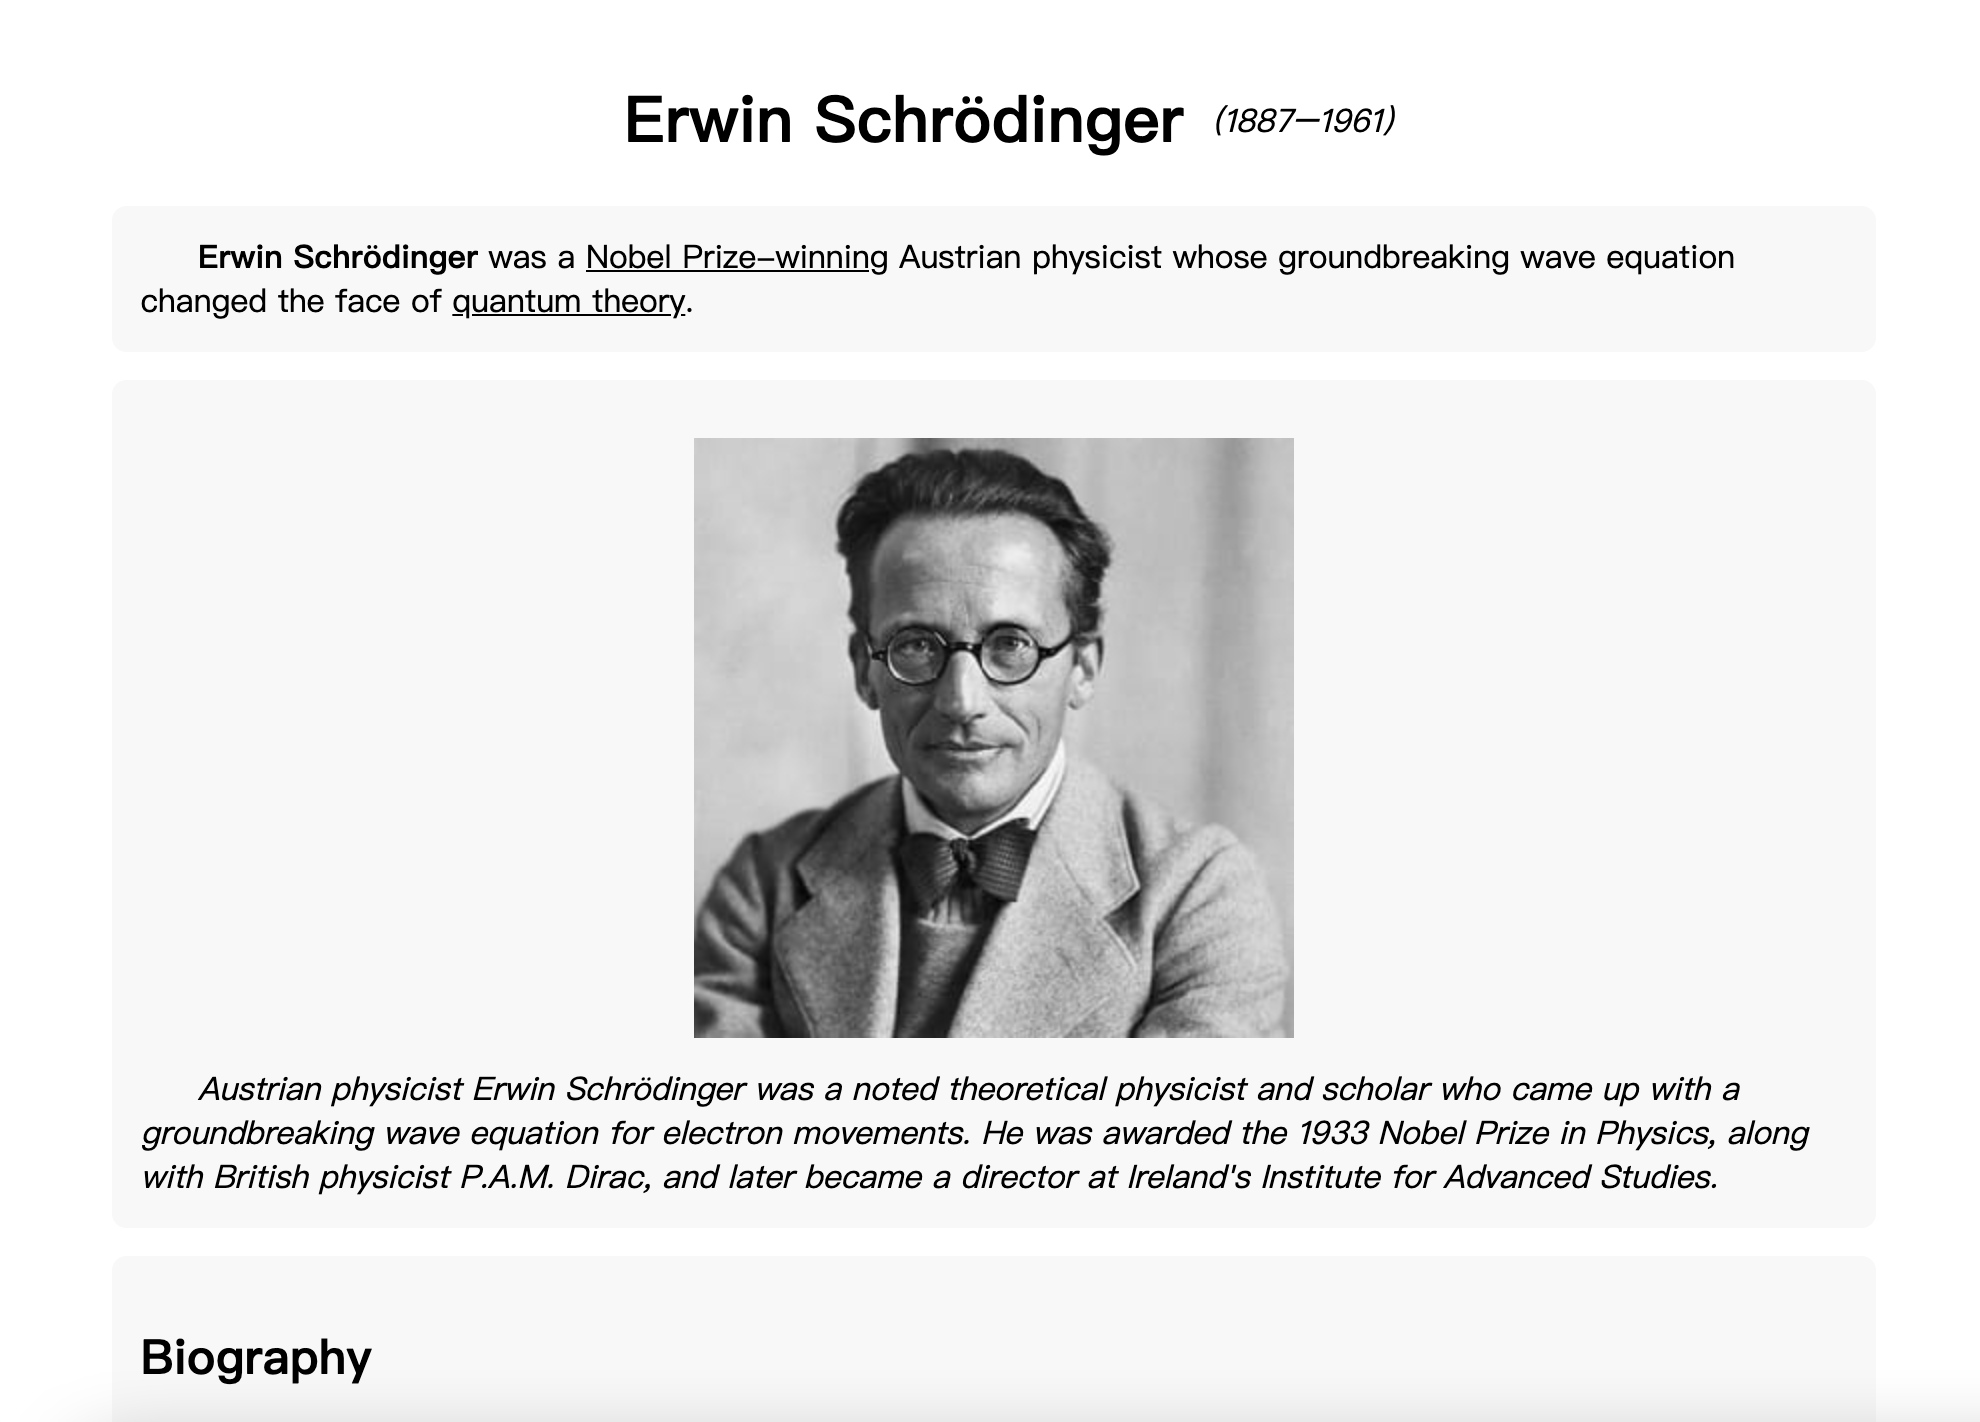 Erwin Schrödinger (1887—1961)
Erwin Schrödinger was a Nobel Prize–winning Austrian physicist whose groundbreaking wave equation
changed the face of quantum theory.
Austrian physicist Erwin Schrödinger was a noted theoretical physicist and scholar who came up with a
groundbreaking wave equation for electron movements. He was awarded the 1933 Nobel Prize in Physics, along
with British physicist P.A.M. Dirac, and later became a director at Ireland's Institute for Advanced Studies.
Biography